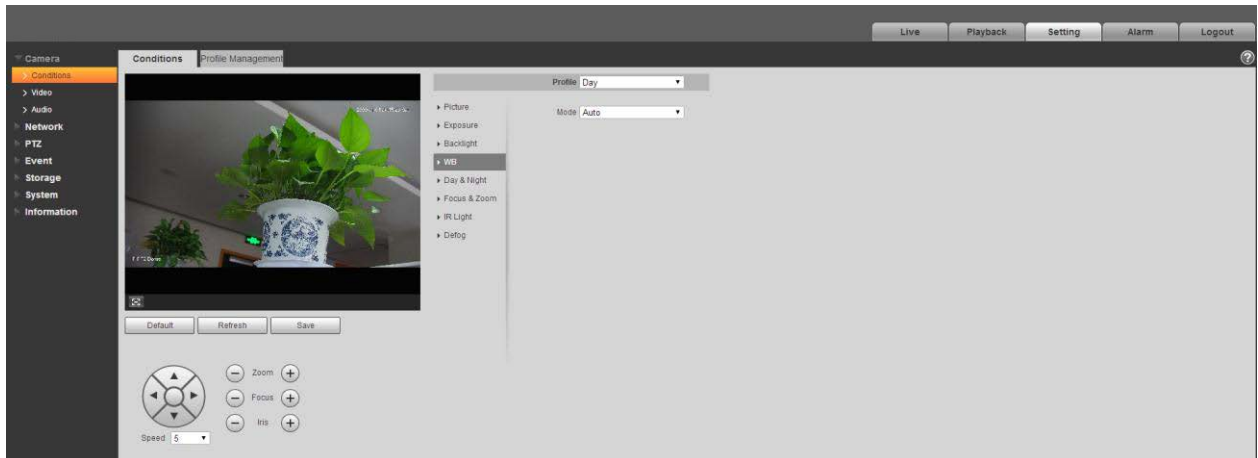 Live Playback Setting Alarm Logout
Camera
Conditions
Video
Audio
Network
PTZ
Event
Storage
System
Information
Conditions Profile Management
Profile Day
Mode Auto
Picture
Exposure
Backlight
WB
Day & Night
Focus & Zoom
IR Light
Defog
Default Refresh Save
Zoom
Focus
Iris
Speed 5